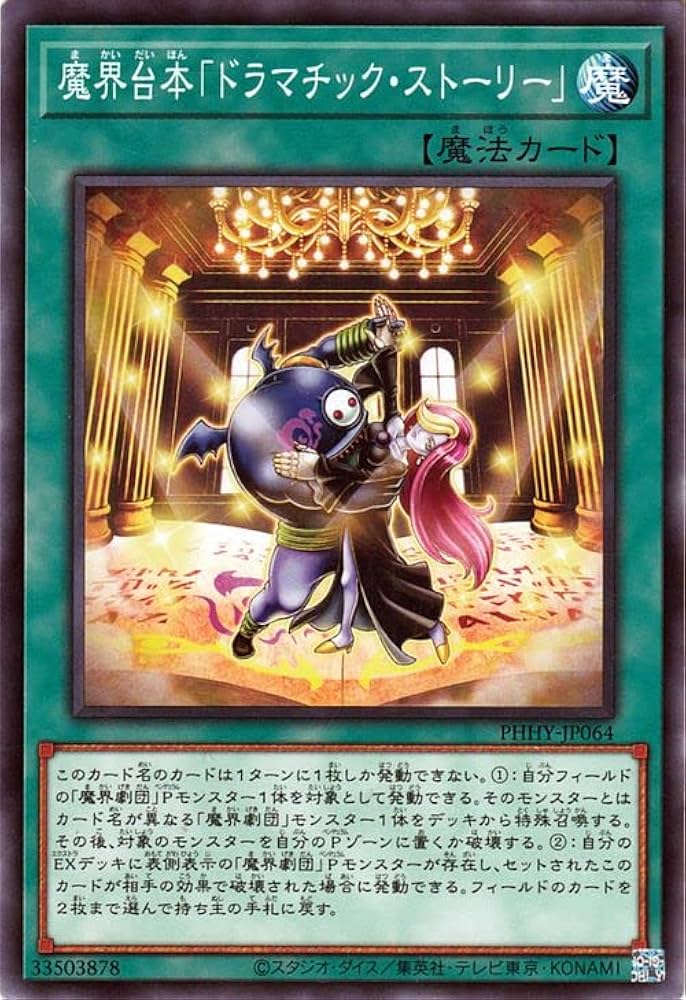 魔界台本「ドラマチック・ストーリー」 魔
【魔法カード】
PHHY-JP064
このカード名のカードは1ターンに1枚しか発動できない。①：自分フィールド
の「魔界劇団」Pモンスター1体を対象として発動できる。そのモンスターとは
カード名が異なる「魔界劇団」モンスター1体をデッキから特殊召喚する。
その後、対象のモンスターを自分のPゾーンに置くか破壊する。②：自分の
EXデッキに表側表示の「魔界劇団」Pモンスターが存在し、セットされたこの
カードが相手の効果で破壊された場合に発動できる。フィールドのカードを
2枚まで選んで持ち主の手札に戻す。
33503878 ©スタジオ・ダイス/集英社・テレビ東京・KONAMI